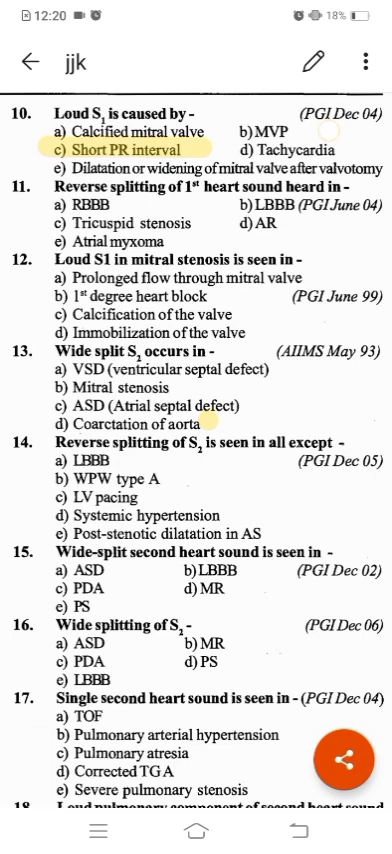 12:20
18%
jjk
10. Loud S₁ is caused by - (PGI Dec 04)
a) Calcified mitral valve b) MVP
c) Short PR interval d) Tachycardia
e) Dilatation or widening of mitral valve after valvotomy
11. Reverse splitting of 1st heart sound heard in -
a) RBBB b) LBBB (PGI June 04)
c) Tricuspid stenosis d) AR
e) Atrial myxoma
12. Loud S1 in mitral stenosis is seen in -
a) Prolonged flow through mitral valve
b) 1st degree heart block (PGI June 99)
c) Calcification of the valve
d) Immobilization of the valve
13. Wide split S₂ occurs in - (AIIMS May 93)
a) VSD (ventricular septal defect)
b) Mitral stenosis
c) ASD (Atrial septal defect)
d) Coarctation of aorta
14. Reverse splitting of S₂ is seen in all except -
a) LBBB (PGI Dec 05)
b) WPW type A
c) LV pacing
d) Systemic hypertension
e) Post-stenotic dilatation in AS
15. Wide-split second heart sound is seen in -
a) ASD b) LBBB (PGI Dec 02)
c) PDA d) MR
e) PS
16. Wide splitting of S₂ - (PGI Dec 06)
a) ASD b) MR
c) PDA d) PS
e) LBBB
17. Single second heart sound is seen in - (PGI Dec 04)
a) TOF
b) Pulmonary arterial hypertension
c) Pulmonary atresia
d) Corrected TGA
e) Severe pulmonary stenosis
18. Loud pulmonary component of second heart sound